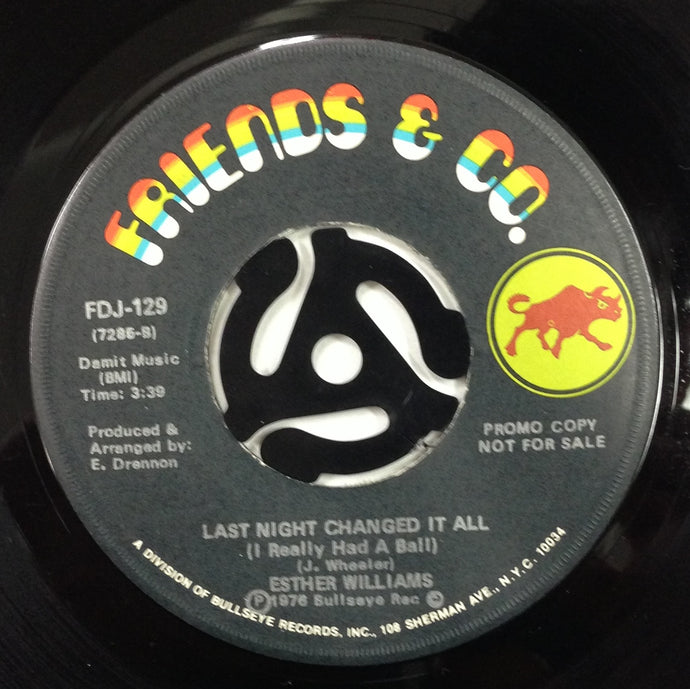 FRIENDS & CO.
FDJ-129
(7286-B)
Damit Music
(BMI)
Time: 3:39
Produced &
Arranged by:
E. Drennon
PROMO COPY
NOT FOR SALE
LAST NIGHT CHANGED IT ALL
(I Really Had A Ball)
(J. Wheeler)
ESTHER WILLIAMS
Ⓟ1976 Bullseye Rec ©
A DIVISION OF BULLSEYE RECORDS, INC., 106 SHERMAN AVE., N.Y.C. 10034